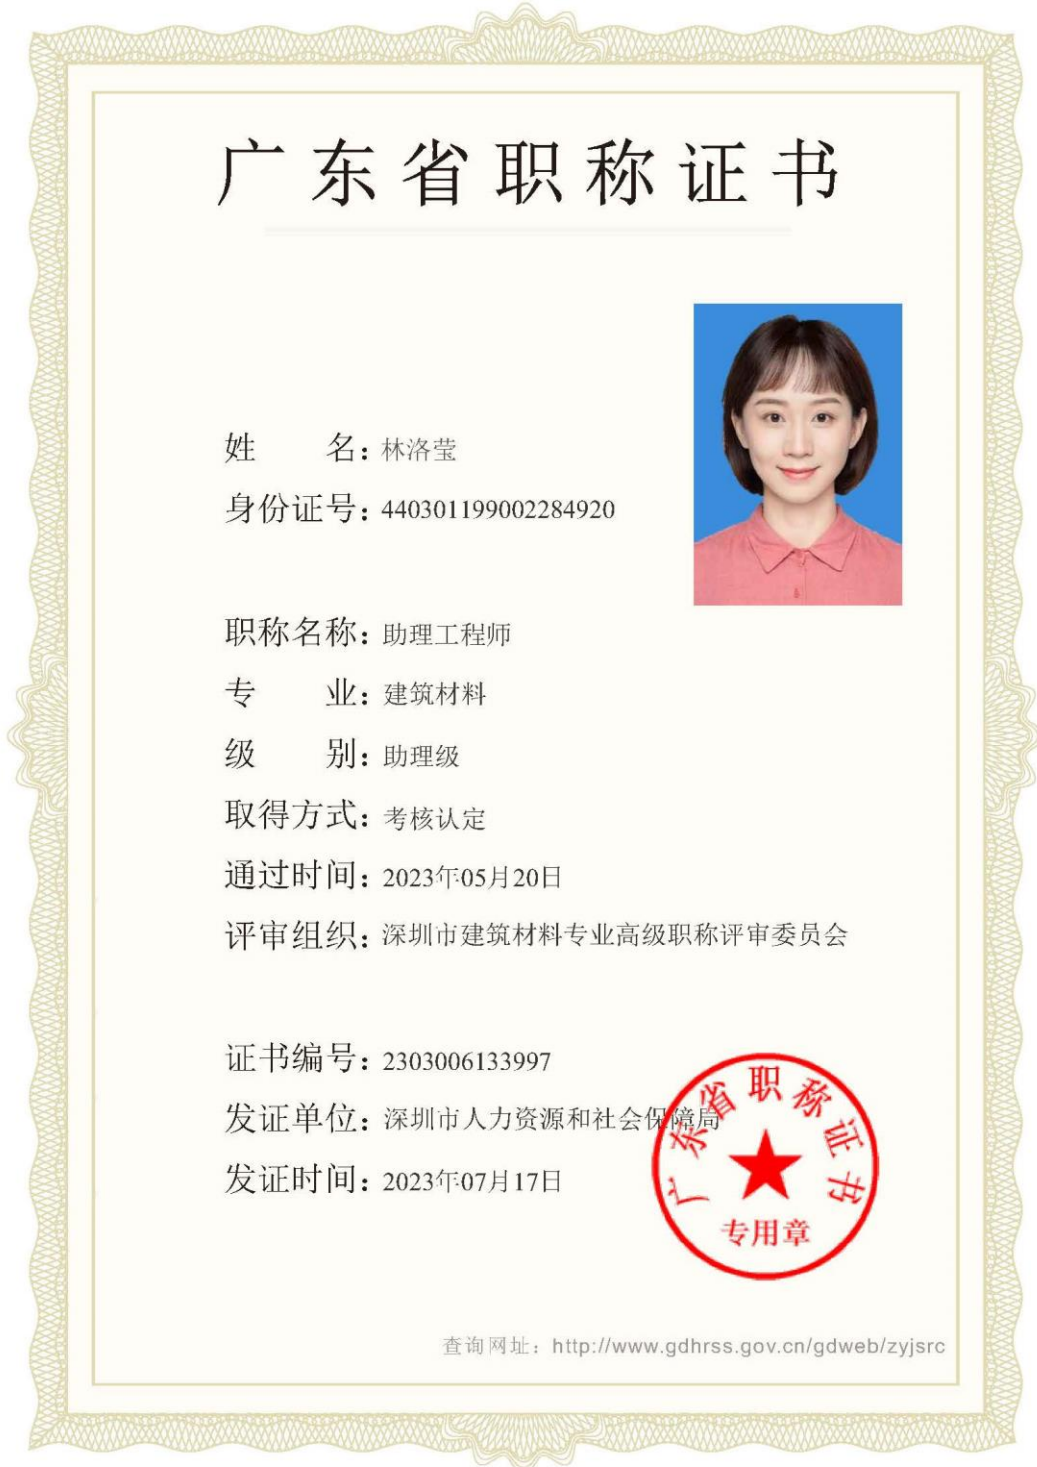 广东省职称证书
姓名：林洛莹
身份证号：440301199002284920
职称名称：助理工程师
专业：建筑材料
级别：助理级
取得方式：考核认定
通过时间：2023年05月20日
评审组织：深圳市建筑材料专业高级职称评审委员会
证书编号：2303006133997
发证单位：深圳市人力资源和社会保障局
发证时间：2023年07月17日
广东省职称证书
专用章
查询网址：http://www.gdhrss.gov.cn/gdweb/zyjsrc